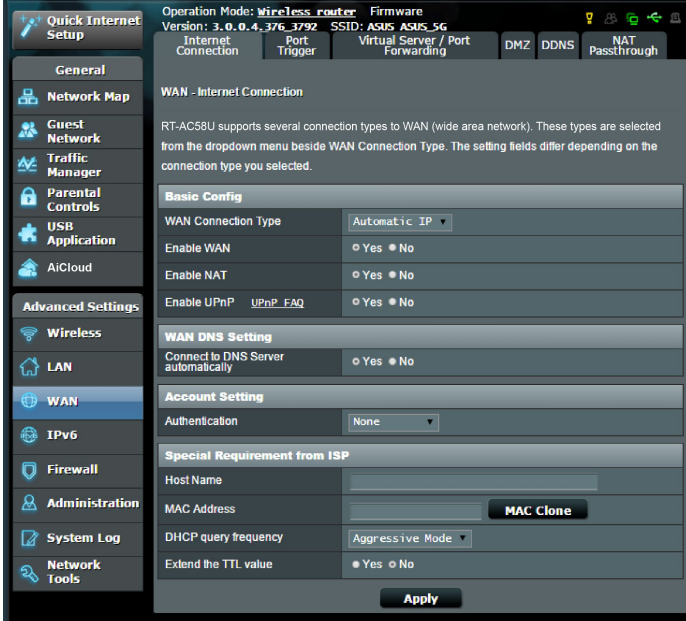 Quick Internet
Setup
General
Network Map
Guest
Network
Traffic
Manager
Parental
Controls
USB
Application
AiCloud
Advanced Settings
Wireless
LAN
WAN
IPv6
Firewall
Administration
System Log
Network
Tools
Operation Mode: Wireless router Firmware
Version: 3.0.0.4.376_3792 SSID: ASUS ASUS_5G
Internet
Connection
Port
Trigger
Virtual Server / Port
Forwarding
DMZ
DDNS
NAT
Passthrough
WAN - Internet Connection
RT-AC58U supports several connection types to WAN (wide area network). These types are selected
from the dropdown menu beside WAN Connection Type. The setting fields differ depending on the
connection type you selected.
Basic Config
WAN Connection Type Automatic IP
Enable WAN Yes No
Enable NAT Yes No
Enable UPnP UPnP FAQ Yes No
WAN DNS Setting
Connect to DNS Server
automatically Yes No
Account Setting
Authentication None
Special Requirement from ISP
Host Name
MAC Address MAC Clone
DHCP query frequency Aggressive Mode
Extend the TTL value Yes No
Apply